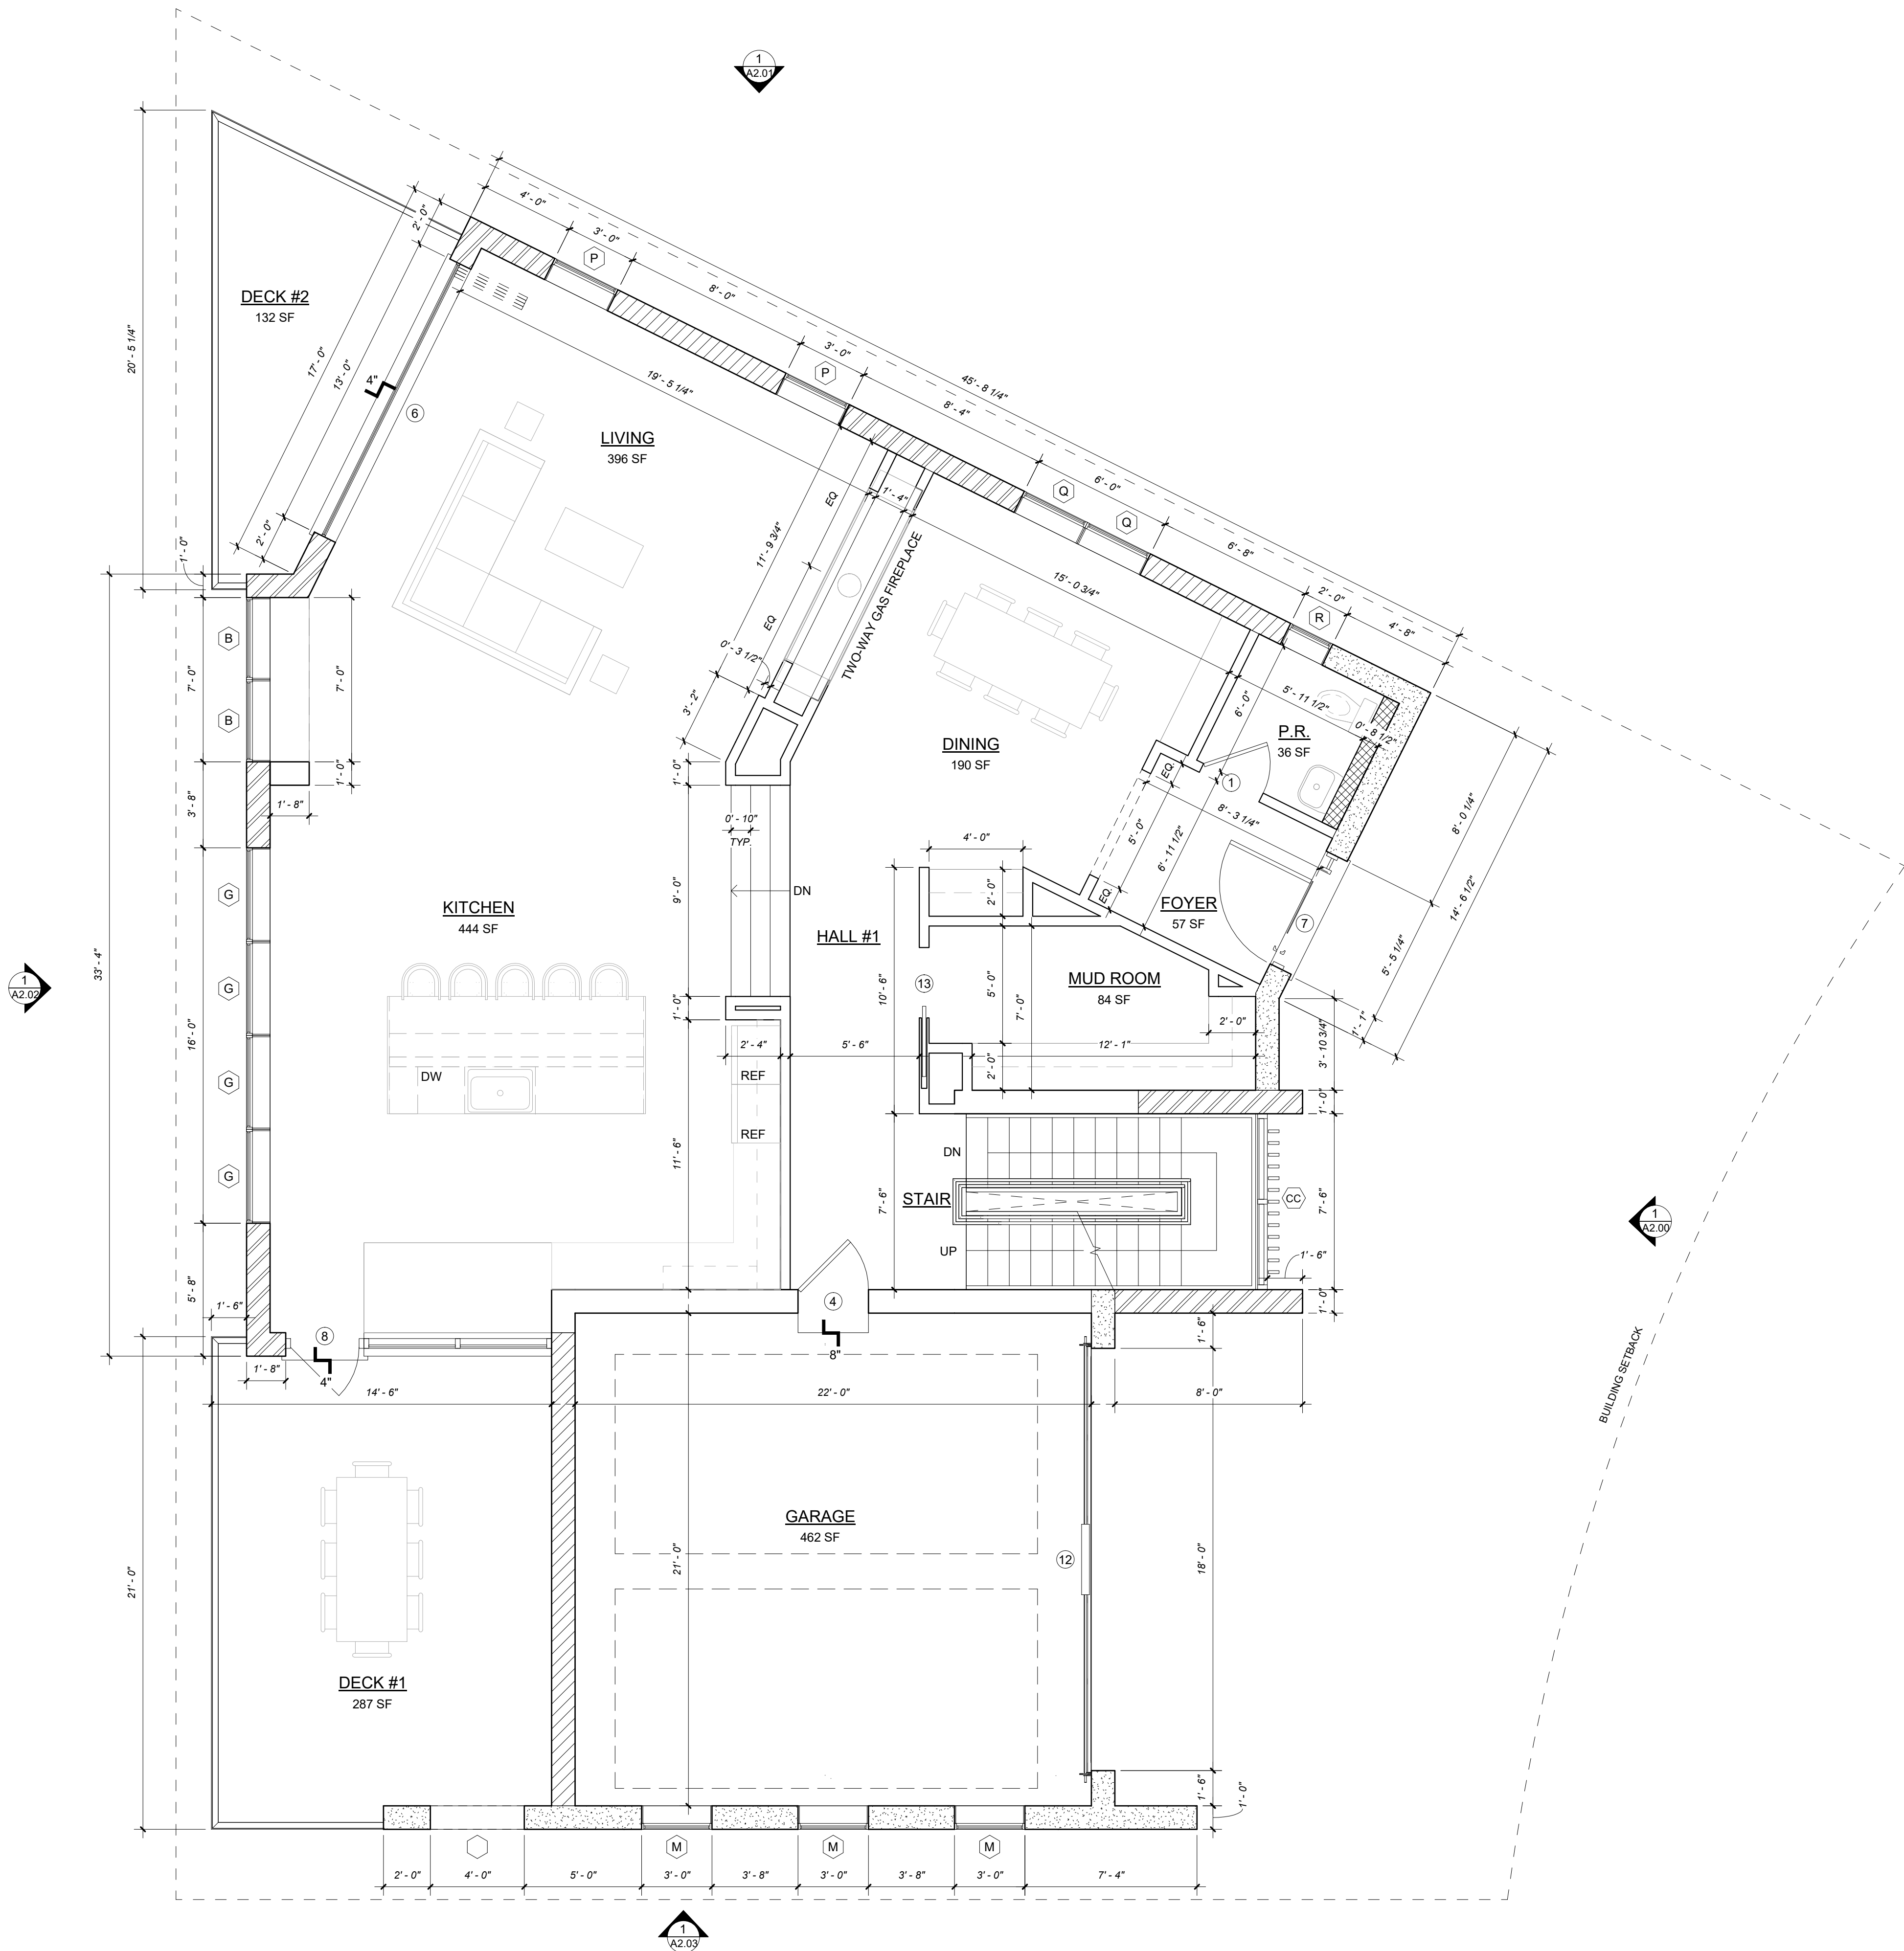 1
A2.01
4' - 0"
2' - 0"
3' - 0"
P
8' - 0"
DECK #2
132 SF
20' - 5 1/4"
17' - 0"
13' - 0"
4"
6
3' - 0"
P
19' - 5 1/4"
45' - 8 1/4"
8' - 4"
LIVING
396 SF
6' - 0"
Q
Q
EQ
1' - 4"
6' - 8"
2' - 0"
1' - 0"
11' - 9 3/4"
TWO-WAY GAS FIREPLACE
15' - 0 3/4"
2' - 0"
R
4' - 8"
B
7' - 0"
7' - 0"
EQ
0' - 3 1/2"
3' - 2"
6' - 0"
5' - 11 1/2"
0' - 8 1/2"
P.R.
36 SF
B
DINING
190 SF
EQ.
1
1' - 0"
1' - 0"
3' - 8"
1' - 8"
0' - 10"
TYP.
4' - 0"
8' - 3 1/4"
5' - 0"
6' - 11 1/2"
8' - 0 1/4"
14' - 6 1/2"
G
KITCHEN
444 SF
9' - 0"
DN
2' - 0"
EQ.
FOYER
57 SF
7
HALL #1
5' - 5 1/4"
33' - 4"
1
A2.02
G
10' - 6"
13
5' - 0"
7' - 0"
MUD ROOM
84 SF
1' - 0"
2' - 0"
1' - 1"
16' - 0"
2' - 4"
5' - 6"
12' - 1"
3' - 10 3/4"
G
DW
REF
2' - 0"
1' - 0"
REF
11' - 6"
DN
G
STAIR
7' - 6"
CC
7' - 6"
1
A2.00
UP
1' - 6"
5' - 8"
1' - 6"
8
4
1' - 0"
8"
1' - 6"
1' - 8"
4"
14' - 6"
22' - 0"
8' - 0"
BUILDING SETBACK
GARAGE
462 SF
21' - 0"
21' - 0"
12
18' - 0"
DECK #1
287 SF
1' - 6"
1' - 0"
M
M
M
2' - 0"
4' - 0"
5' - 0"
3' - 0"
3' - 8"
3' - 0"
3' - 8"
3' - 0"
7' - 4"
1
A2.03